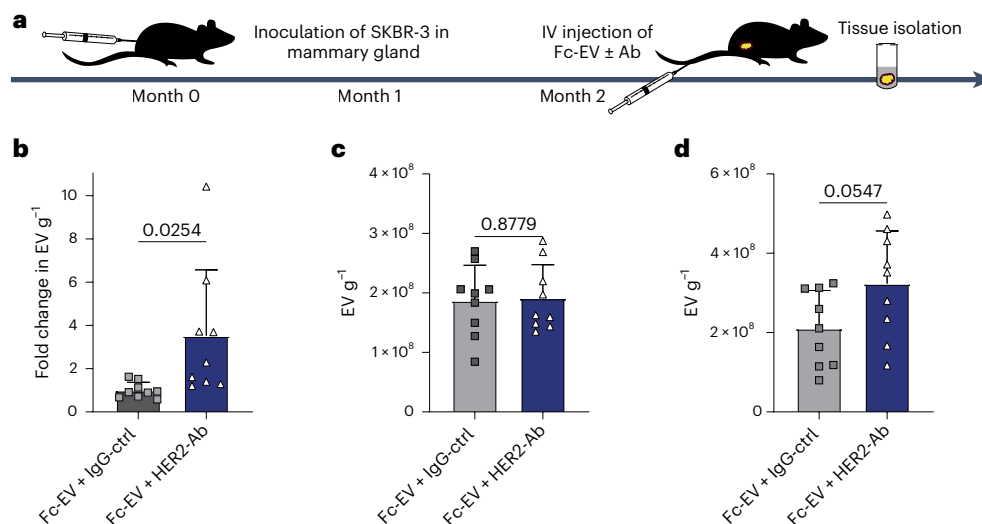 a
Inoculation of SKBR-3 in
mammary gland
IV injection of
Fc-EV ± Ab
Tissue isolation
Month 0
Month 1
Month 2
b
Fold change in EV g⁻¹
10
8
6
4
2
0
0.0254
Fc-EV + IgG-ctrl
Fc-EV + HER2-Ab
c
EV g⁻¹
4 × 10⁸
3 × 10⁸
2 × 10⁸
1 × 10⁸
0
0.8779
Fc-EV + IgG-ctrl
Fc-EV + HER2-Ab
d
EV g⁻¹
6 × 10⁸
4 × 10⁸
2 × 10⁸
0
0.0547
Fc-EV + IgG-ctrl
Fc-EV + HER2-Ab